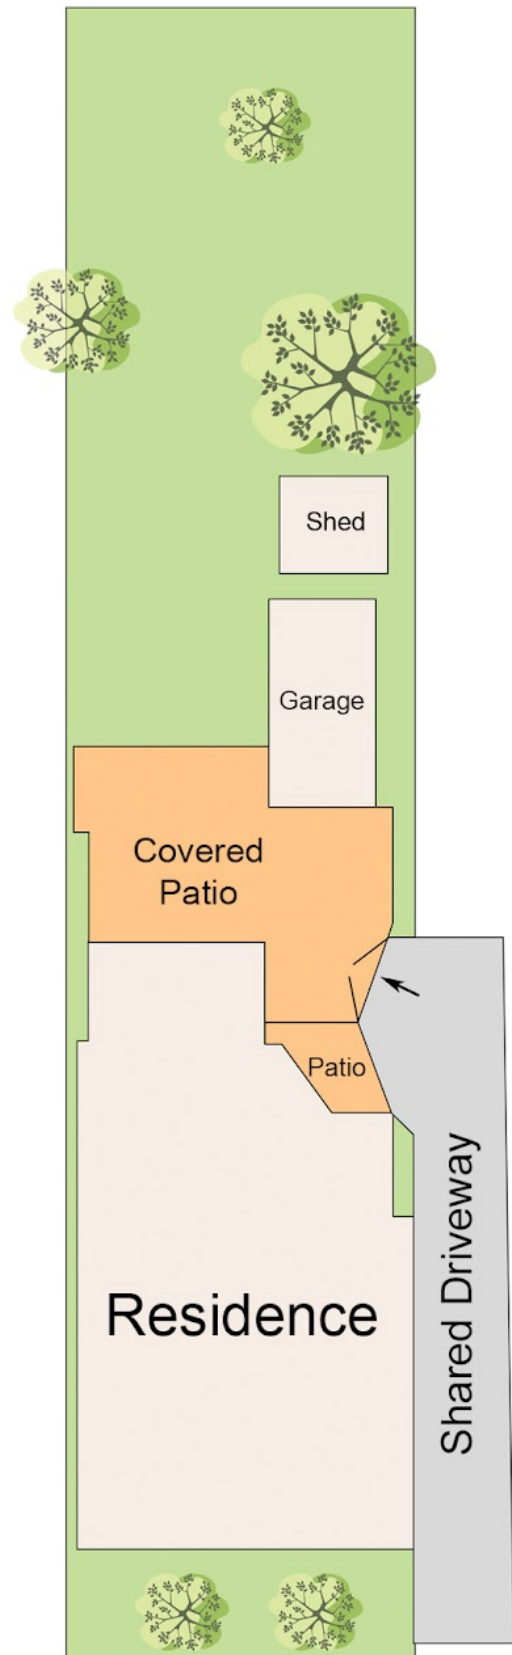 Shed
Garage
Covered
Patio
Patio
Residence
Shared Driveway